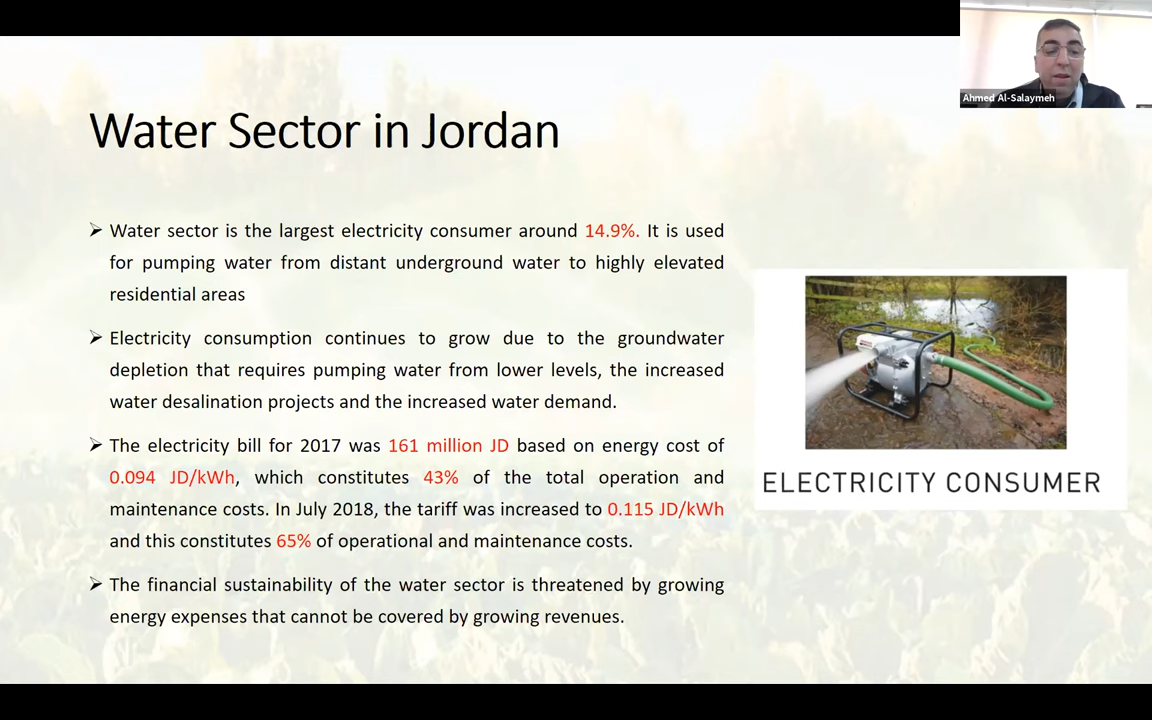 Ahmed Al-Salaymeh
Water Sector in Jordan
➢ Water sector is the largest electricity consumer around 14.9%. It is used
for pumping water from distant underground water to highly elevated
residential areas
➢ Electricity consumption continues to grow due to the groundwater
depletion that requires pumping water from lower levels, the increased
water desalination projects and the increased water demand.
➢ The electricity bill for 2017 was 161 million JD based on energy cost of
0.094 JD/kWh, which constitutes 43% of the total operation and
maintenance costs. In July 2018, the tariff was increased to 0.115 JD/kWh
and this constitutes 65% of operational and maintenance costs.
➢ The financial sustainability of the water sector is threatened by growing
energy expenses that cannot be covered by growing revenues.
ELECTRICITY CONSUMER